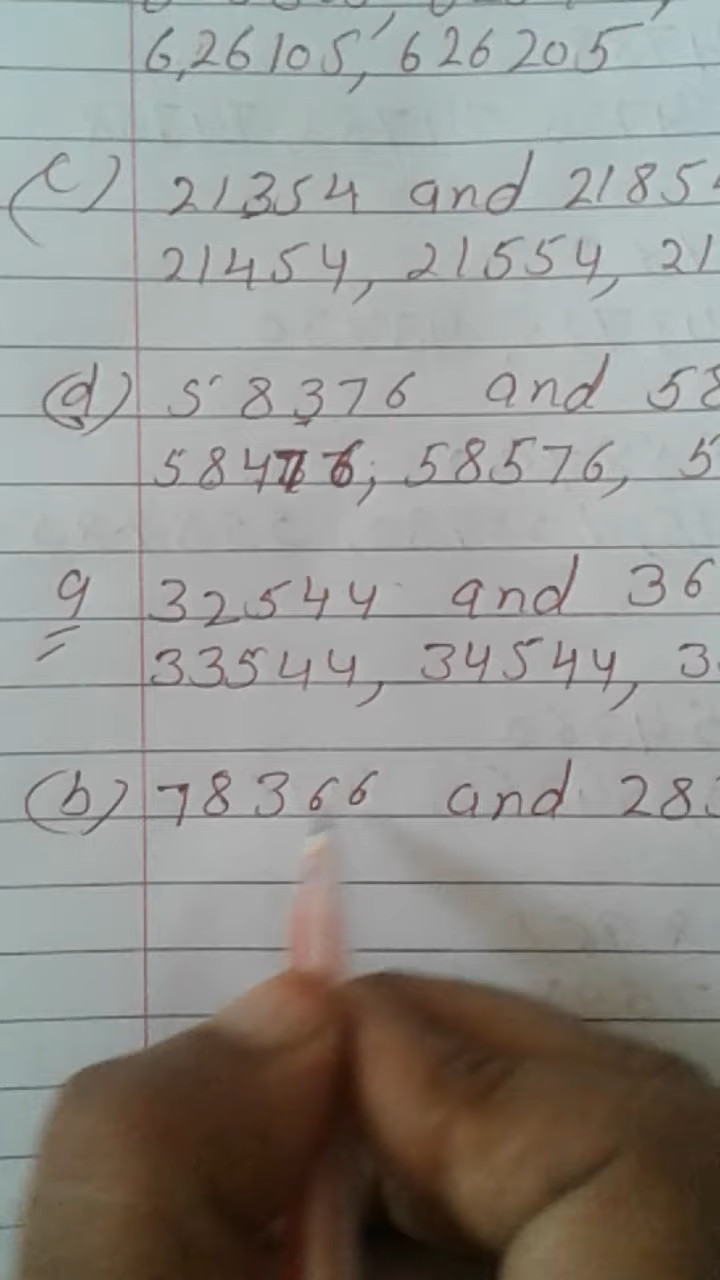 6,26105, 626205
(c) 21354 and 2185
21454, 21554, 21
(d) 58376 and 58
58476, 58576, 5
9 32544 and 36
33544, 34544, 3
(b) 78366 and 28